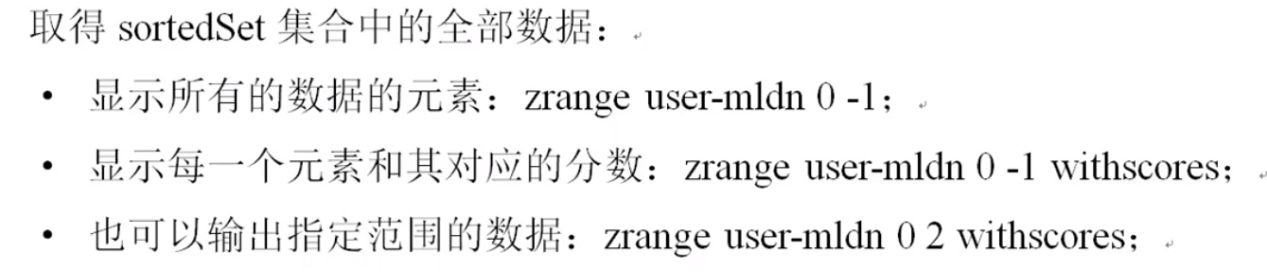 取得 sortedSet 集合中的全部数据：
• 显示所有的数据的元素：zrange user-mldn 0 -1；
• 显示每一个元素和其对应的分数：zrange user-mldn 0 -1 withscores；
• 也可以输出指定范围的数据：zrange user-mldn 0 2 withscores；